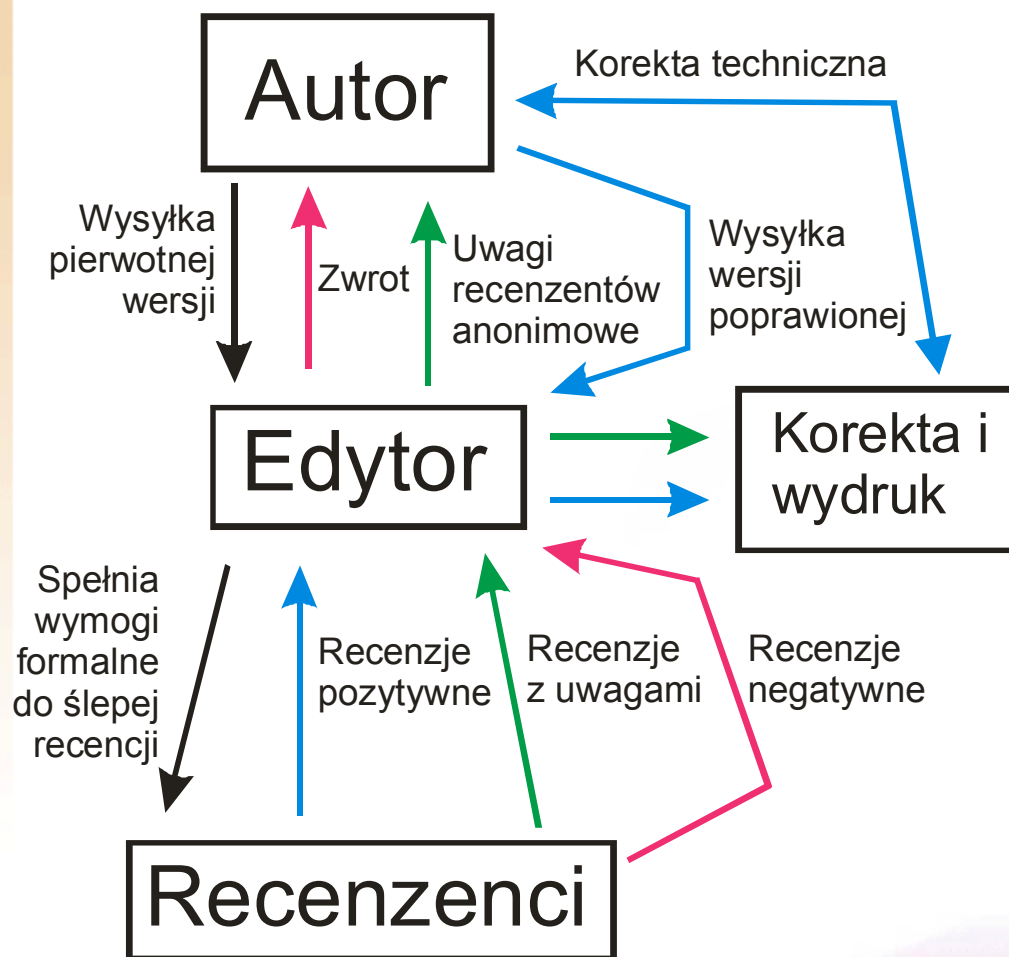 Autor
Korekta techniczna
Wysyłka
pierwotnej
wersji
Zwrot
Uwagi
recenzentów
anonimowe
Wysyłka
wersji
poprawionej
Edytor
Korekta i
wydruk
Spełnia
wymogi
formalne
do ślepej
recencji
Recenzje
pozytywne
Recenzje
z uwagami
Recenzje
negatywne
Recenzenci